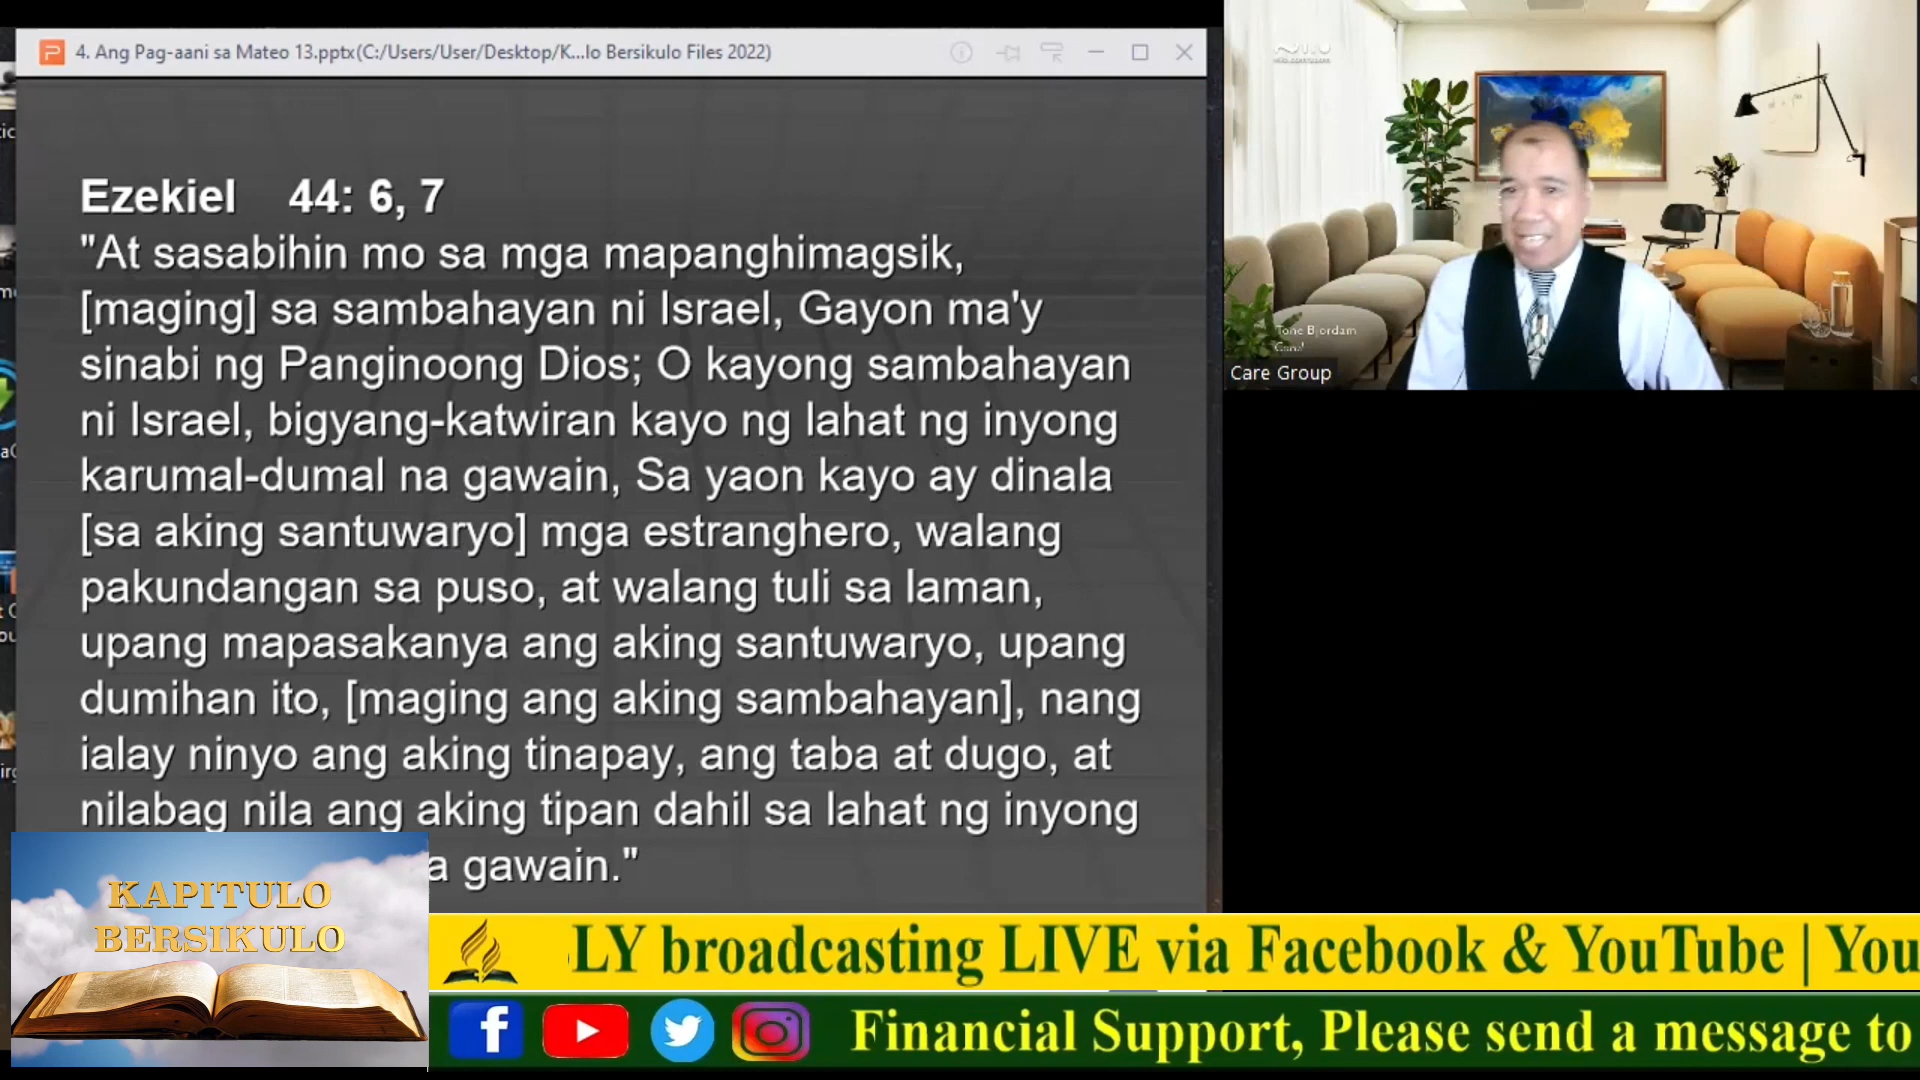 4. Ang Pag-aani sa Mateo 13.pptx(C:/Users/User/Desktop/K...lo Bersikulo Files 2022)
Ezekiel 44: 6, 7
"At sasabihin mo sa mga mapanghimagsik,
[maging] sa sambahayan ni Israel, Gayon ma'y
sinabi ng Panginoong Dios; O kayong sambahayan
ni Israel, bigyang-katwiran kayo ng lahat ng inyong
karumal-dumal na gawain, Sa yaon kayo ay dinala
[sa aking santuwaryo] mga estranghero, walang
pakundangan sa puso, at walang tuli sa laman,
upang mapasakanya ang aking santuwaryo, upang
dumihan ito, [maging ang aking sambahayan], nang
ialay ninyo ang aking tinapay, ang taba at dugo, at
nilabag nila ang aking tipan dahil sa lahat ng inyong
a gawain."
Tone Bjordam
Care Group
KAPITULO
BERSIKULO
LY broadcasting LIVE via Facebook & YouTube | You
Financial Support, Please send a message to